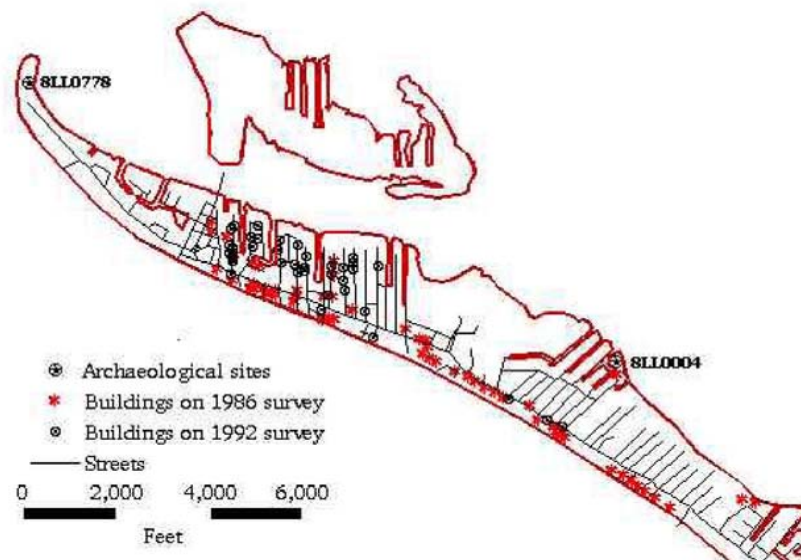 8LL0778
8LL0004
Archaeological sites
Buildings on 1986 survey
Buildings on 1992 survey
Streets
0 2,000 4,000 6,000
Feet